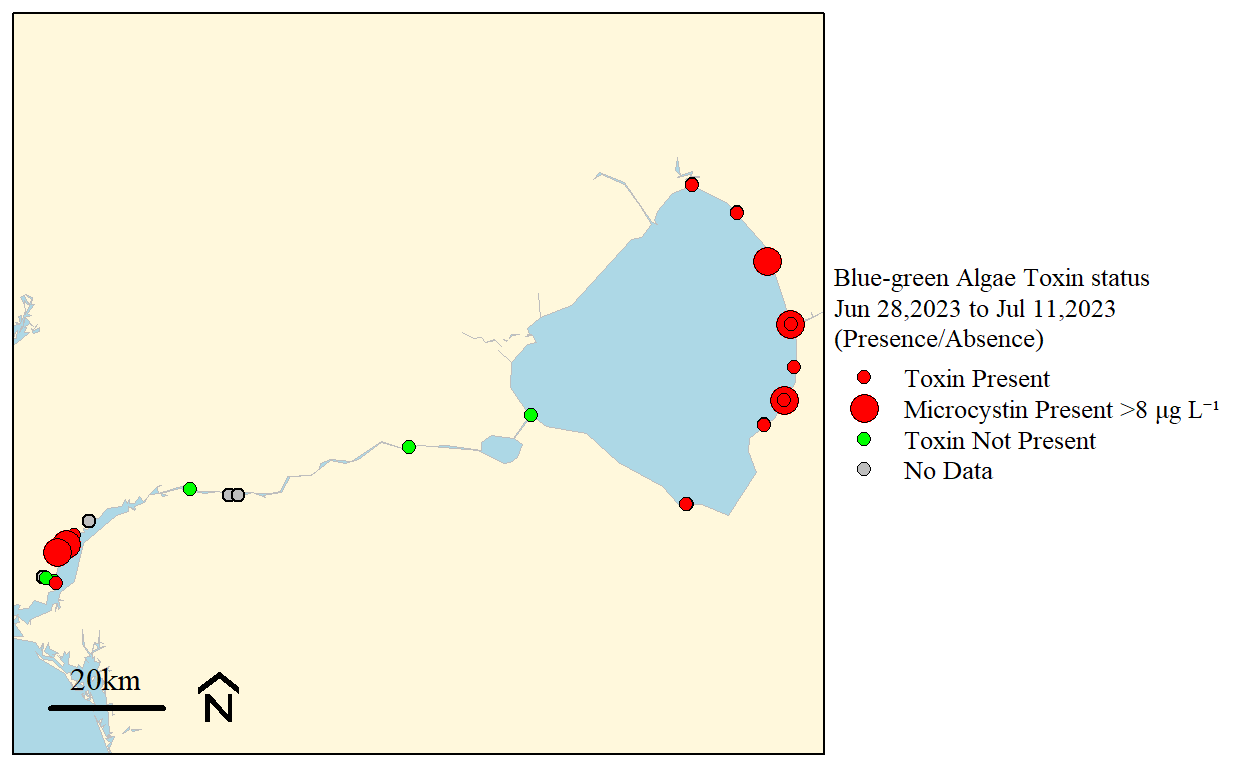 Blue-green Algae Toxin status
Jun 28,2023 to Jul 11,2023
(Presence/Absence)
Toxin Present
Microcystin Present >8 μg L⁻¹
Toxin Not Present
No Data
20km
N